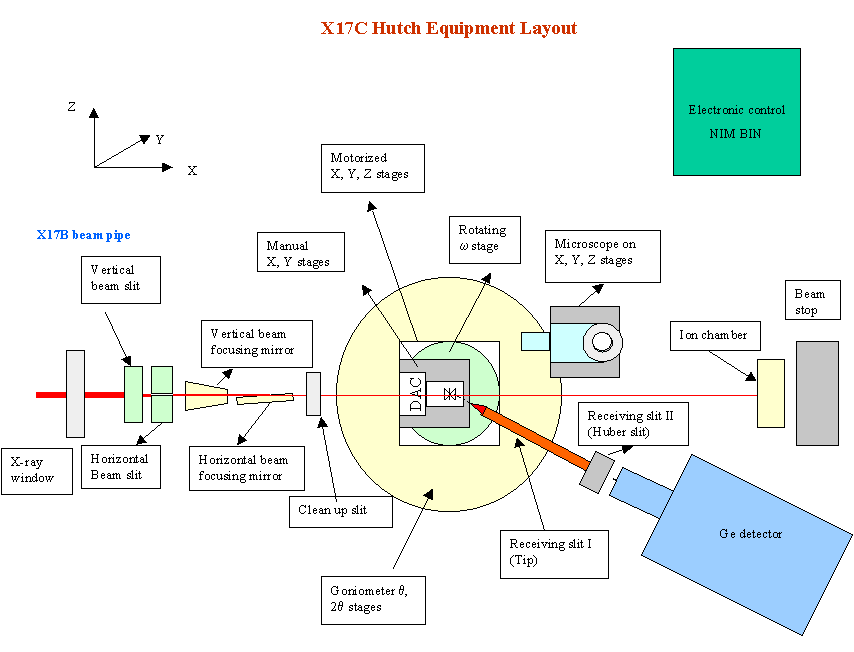 X17C Hutch Equipment Layout
Electronic control
NIM BIN
Z
Y
X
Motorized
X, Y, Z stages
X17B beam pipe
Rotating
ω stage
Manual
X, Y stages
Microscope on
X, Y, Z stages
Vertical
beam slit
Beam
stop
Vertical beam
focusing mirror
Ion chamber
DAC
Receiving slit II
(Huber slit)
X-ray
window
Horizontal
Beam slit
Horizontal beam
focusing mirror
Clean up slit
Receiving slit I
(Tip)
Ge detector
Goniometer θ,
2θ stages